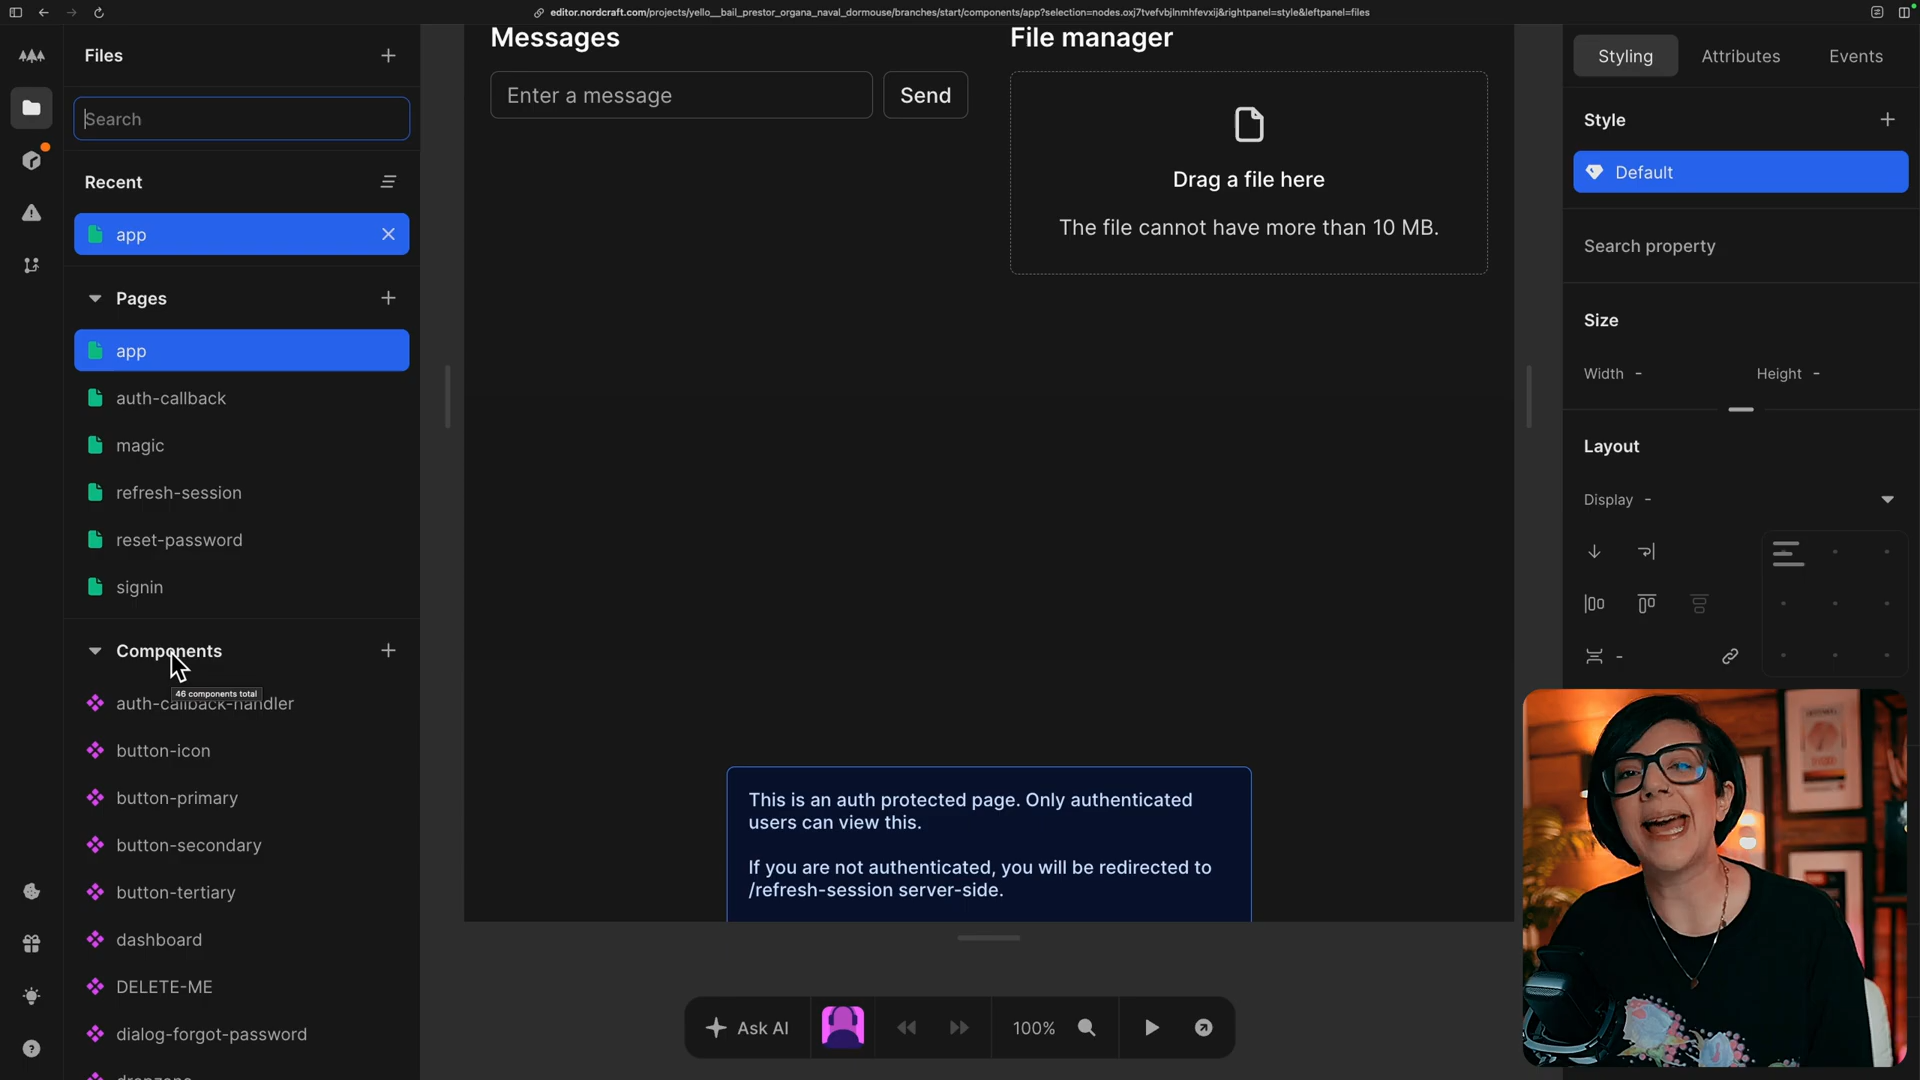 editor.nordcraft.com/projects/yello__bail_prestor_organa_naval_dormouse/branches/start/components/app?selection=nodes.oxj7tvefvbjlnmhfevxij&rightpanel=style&leftpanel=files
Files
Search
Recent
app
Pages
app
auth-callback
magic
refresh-session
reset-password
signin
Components
46 components total
auth-callback-handler
button-icon
button-primary
button-secondary
button-tertiary
dashboard
DELETE-ME
dialog-forgot-password
dropzone
Messages
Enter a message
Send
File manager
Drag a file here
The file cannot have more than 10 MB.
This is an auth protected page. Only authenticated
users can view this.
If you are not authenticated, you will be redirected to
/refresh-session server-side.
Ask AI
100%
Styling
Attributes
Events
Style
Default
Search property
Size
Width -
Height -
Layout
Display -
-